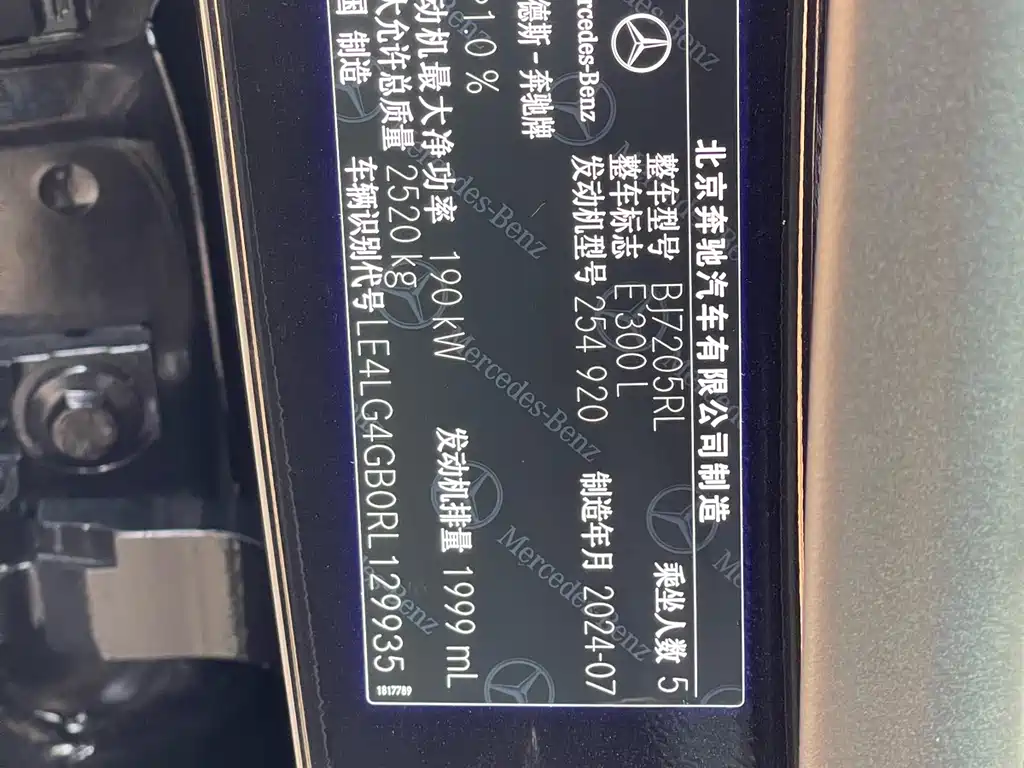 北京奔驰汽车有限公司制造
整车型号 BJ7205RL 乘坐人数 5
整车标志 E300L
发动机型号 254 920 制造年月 2024-07
Mercedes-Benz
德斯-奔驰牌
1.0 %
动机最大净功率 190 kW 发动机排量 1999 mL
大允许总质量 2520 kg
制造 车辆识别代号 LE4LG4GB0RL129935
1817789